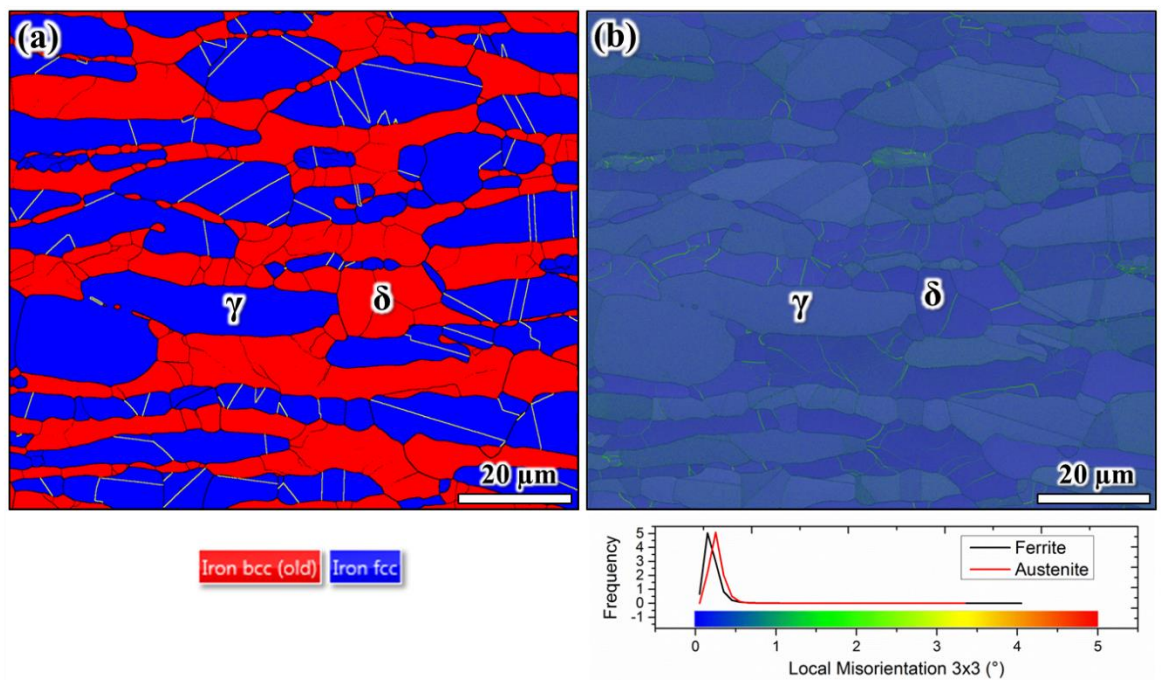 (a)
(b)
γ
δ
γ
δ
20 μm
20 μm
Iron bcc (old)
Iron fcc
Frequency
5
4
3
2
1
0
-1
Ferrite
Austenite
0
1
2
3
4
5
Local Misorientation 3x3 (°)